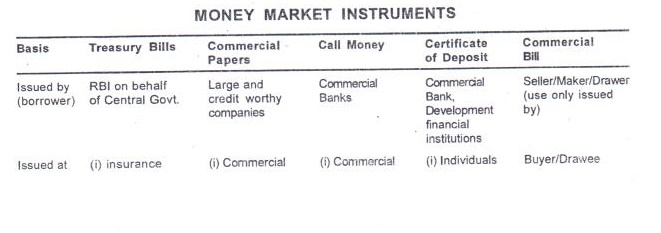 MONEY MARKET INSTRUMENTS
Basis Treasury Bills Commercial Papers Call Money Certificate of Deposit Commercial Bill
Issued by (borrower) RBI on behalf of Central Govt. Large and credit worthy companies Commercial Banks Commercial Bank, Development financial institutions Seller/Maker/Drawer (use only issued by)
Issued at (i) insurance (i) Commercial (i) Commercial (i) Individuals Buyer/Drawee